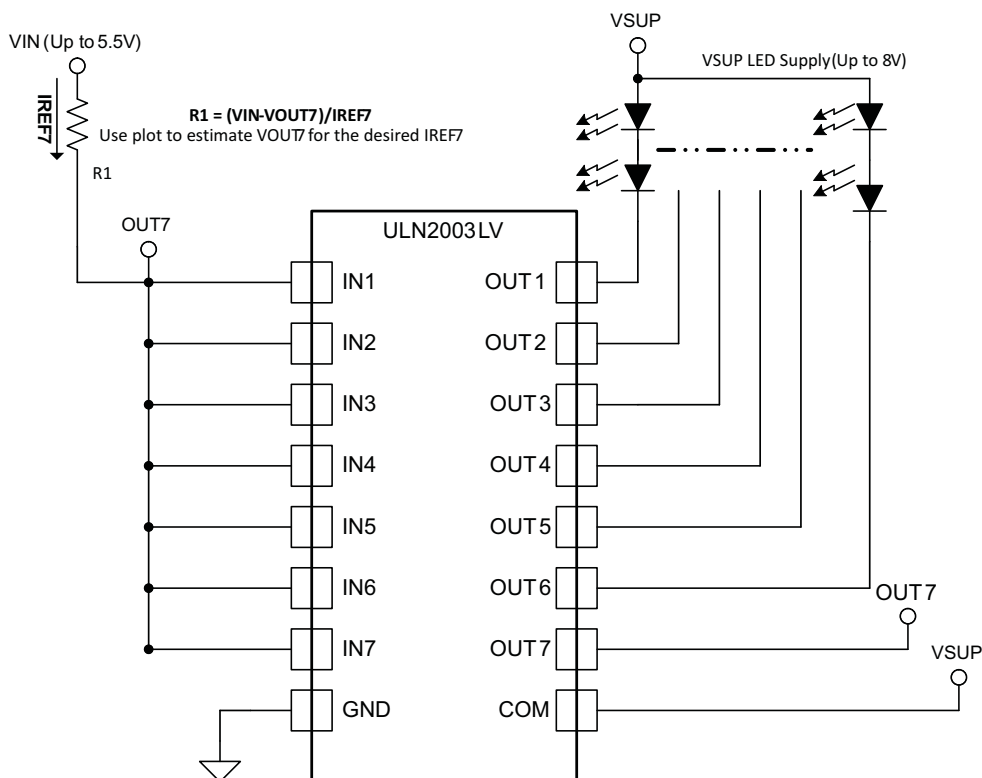 VSUP
VIN (Up to 5.5V)
VSUP LED Supply(Up to 8V)
IREF7
R1 = (VIN-VOUT7)/IREF7
Use plot to estimate VOUT7 for the desired IREF7
R1
OUT7
ULN2003LV
IN1 OUT1
IN2 OUT2
IN3 OUT3
IN4 OUT4
IN5 OUT5
IN6 OUT6
OUT7
IN7 OUT7
VSUP
GND COM